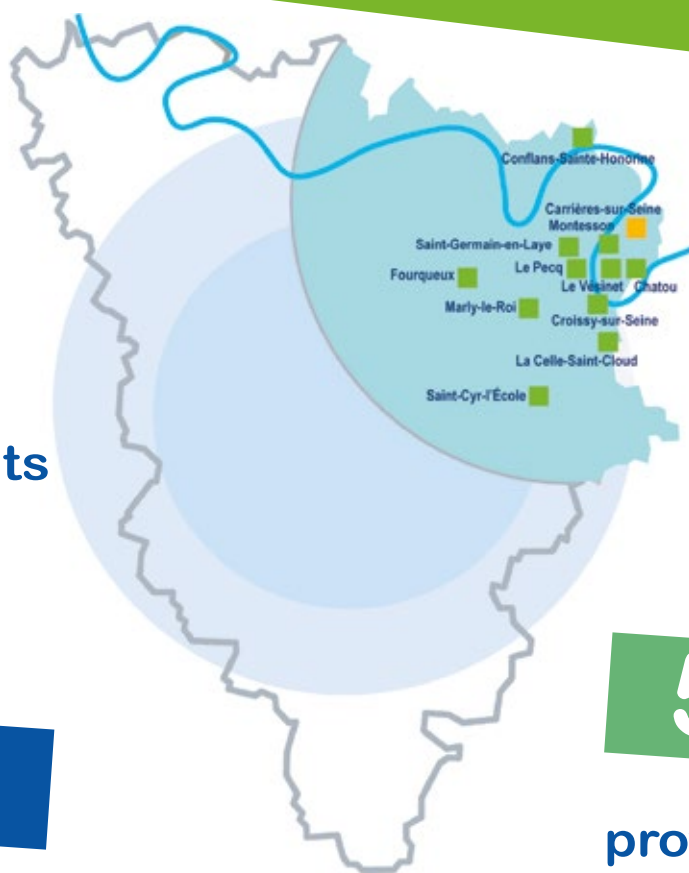 Conflans-Sainte-Honorine
Carrières-sur-Seine
Montesson
Saint-Germain-en-Laye
Le Pecq
Fourqueux
Le Vésinet
Chatou
Marly-le-Roi
Croissy-sur-Seine
La Celle-Saint-Cloud
Saint-Cyr-l'École
ts
5
pro